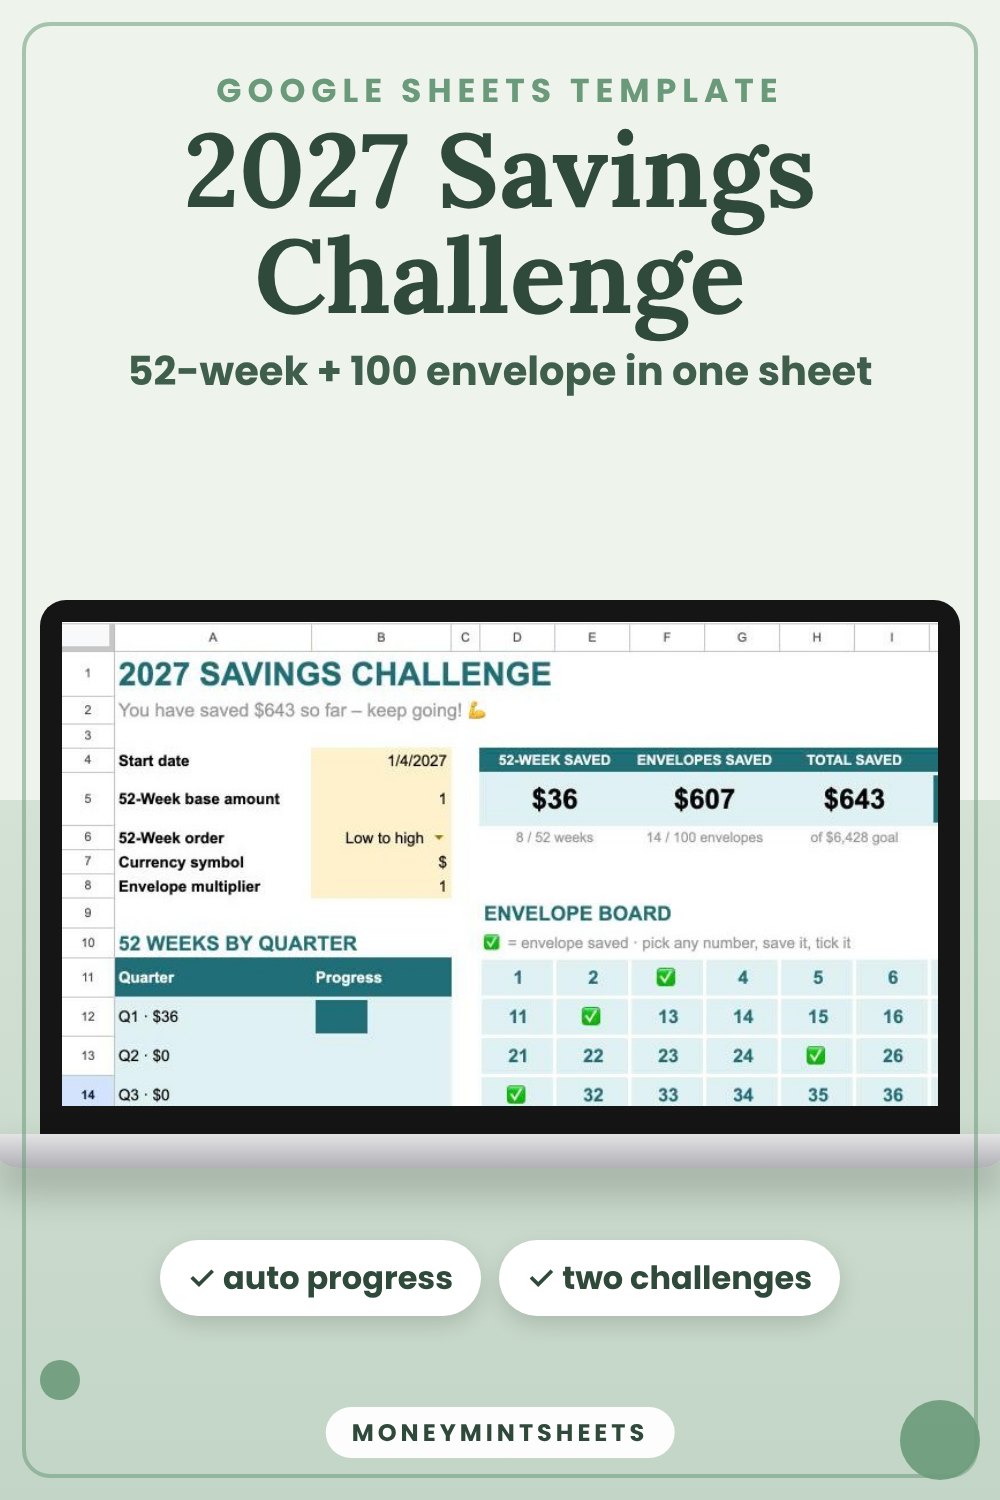 GOOGLE SHEETS TEMPLATE
2027 Savings
Challenge
52-week + 100 envelope in one sheet
A B C D E F G H I
1 2027 SAVINGS CHALLENGE
2 You have saved $643 so far – keep going! 💪
3
4 Start date 1/4/2027 52-WEEK SAVED ENVELOPES SAVED TOTAL SAVED
5 52-Week base amount 1 $36 $607 $643
6 52-Week order Low to high 8 / 52 weeks 14 / 100 envelopes of $6,428 goal
7 Currency symbol $
8 Envelope multiplier 1
9 ENVELOPE BOARD
10 52 WEEKS BY QUARTER ✅ = envelope saved · pick any number, save it, tick it
11 Quarter Progress 1 2 ✅ 4 5 6
12 Q1 · $36 11 ✅ 13 14 15 16
13 Q2 · $0 21 22 23 24 ✅ 26
14 Q3 · $0 ✅ 32 33 34 35 36
✓ auto progress ✓ two challenges
MONEYMINTSHEETS